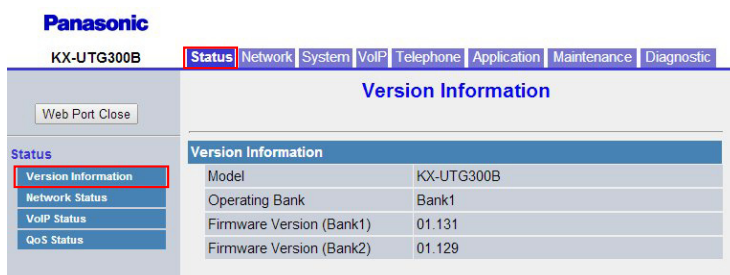 Panasonic
KX-UTG300B
Status Network System VoIP Telephone Application Maintenance Diagnostic
Web Port Close
Status
Version Information
Network Status
VoIP Status
QoS Status
Version Information
Version Information
Model KX-UTG300B
Operating Bank Bank1
Firmware Version (Bank1) 01.131
Firmware Version (Bank2) 01.129